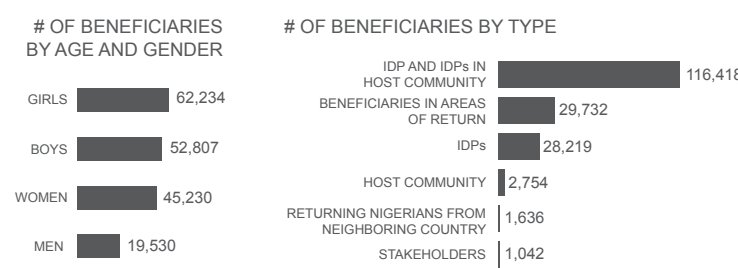 # OF BENEFICIARIES
BY AGE AND GENDER
GIRLS 62,234
BOYS 52,807
WOMEN 45,230
MEN 19,530
# OF BENEFICIARIES BY TYPE
IDP AND IDPs IN
HOST COMMUNITY 116,418
BENEFICIARIES IN AREAS
OF RETURN 29,732
IDPs 28,219
HOST COMMUNITY 2,754
RETURNING NIGERIANS FROM
NEIGHBORING COUNTRY 1,636
STAKEHOLDERS 1,042